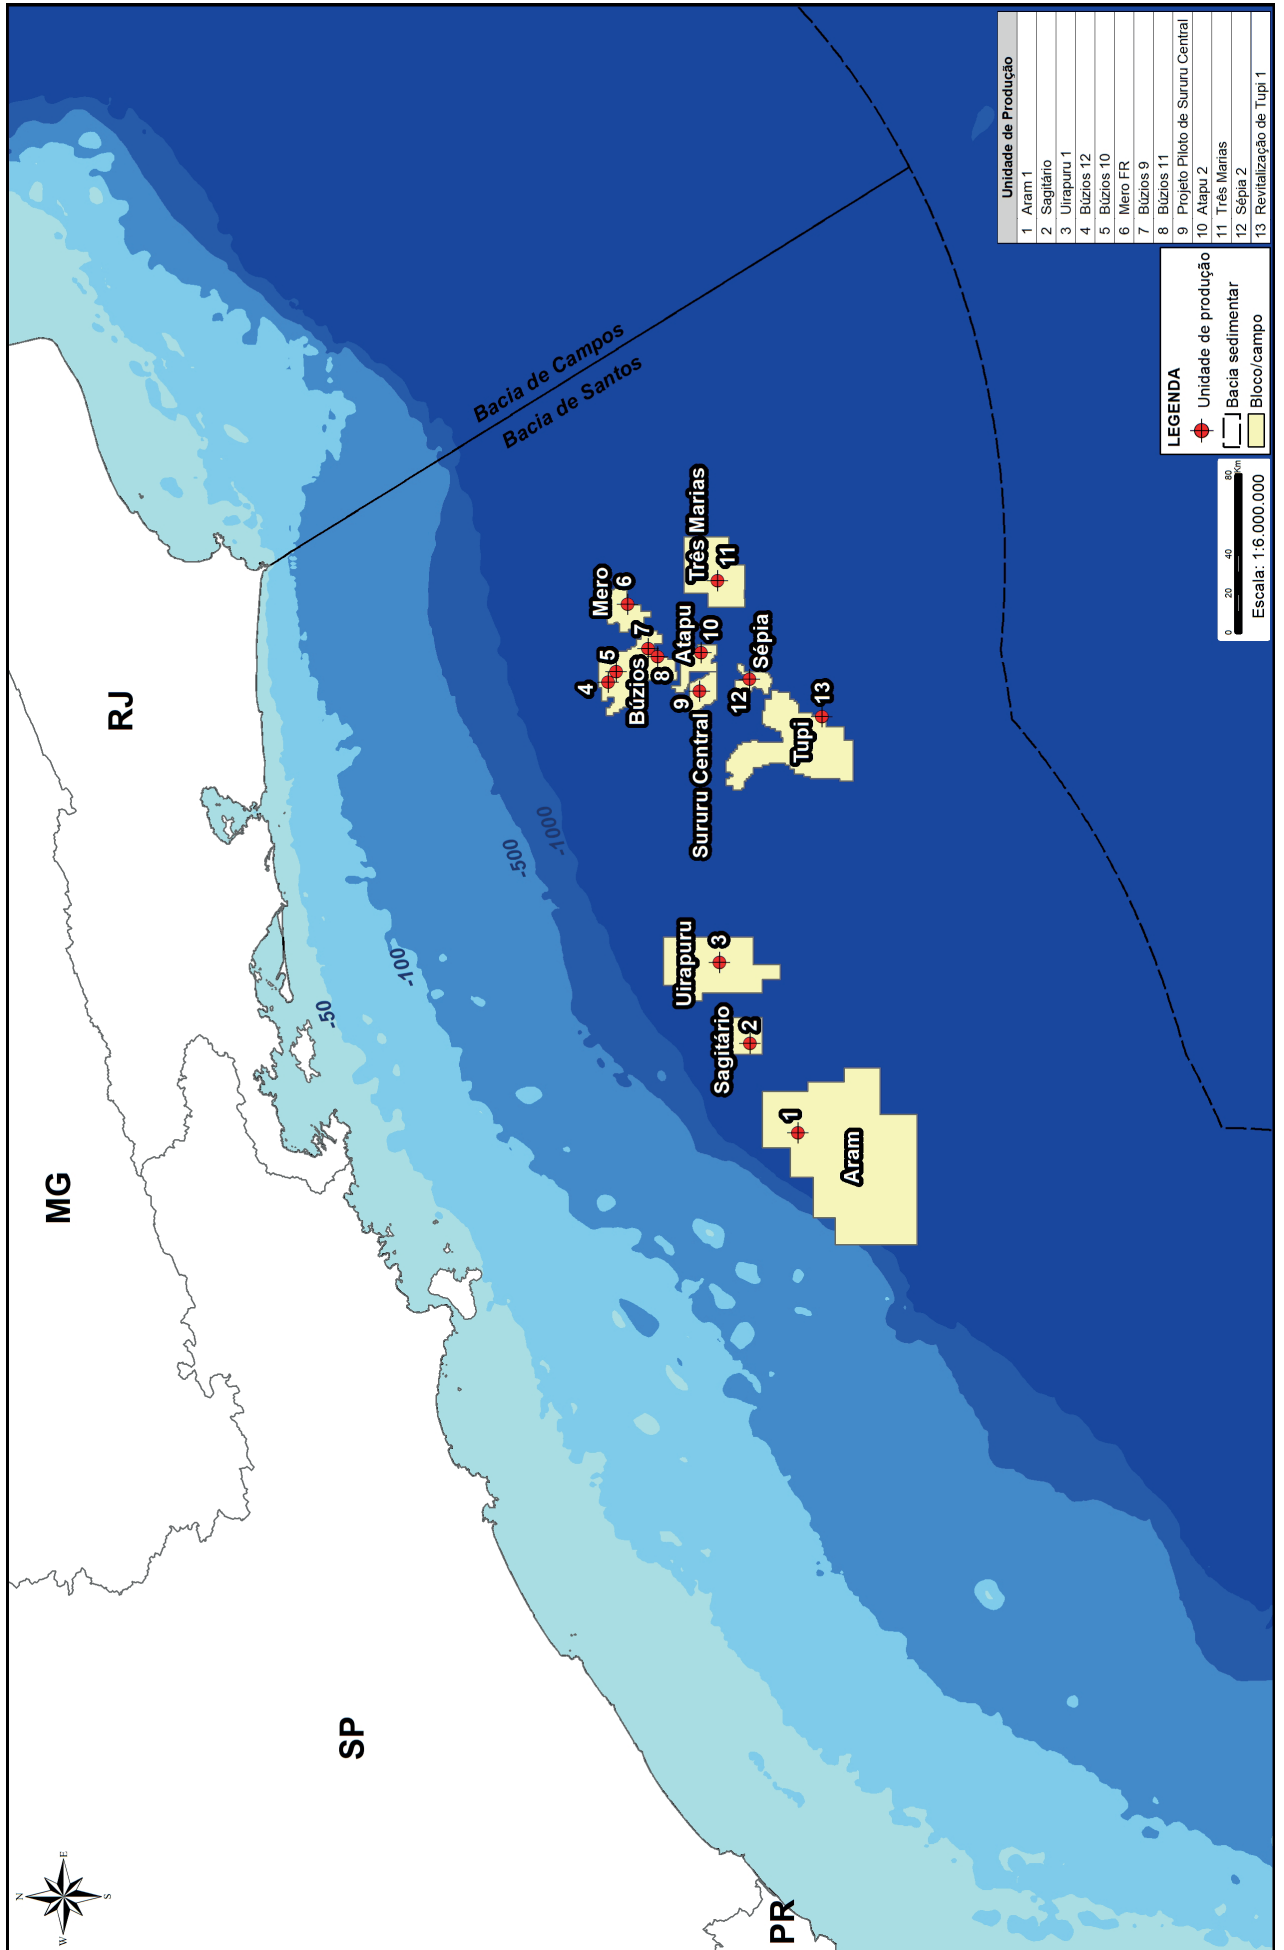 N
W
E
S
MG
RJ
SP
PR
-50
-100
-500
-1000
Bacia de Campos
Bacia de Santos
Mero
6
4
5
Búzios
7
8
Três Marias
11
Atapu
10
9
Sururu Central
12
Sépia
13
Tupi
Uirapuru
3
Sagitário
2
1
Aram
Unidade de Produção
1 Aram 1
2 Sagitário
3 Uirapuru 1
4 Búzios 12
5 Búzios 10
6 Mero FR
7 Búzios 9
8 Búzios 11
9 Projeto Piloto de Sururu Central
10 Atapu 2
11 Três Marias
12 Sépia 2
13 Revitalização de Tupi 1
LEGENDA
Unidade de produção
Bacia sedimentar
Bloco/campo
0 20 40 80
Km
Escala: 1:6.000.000